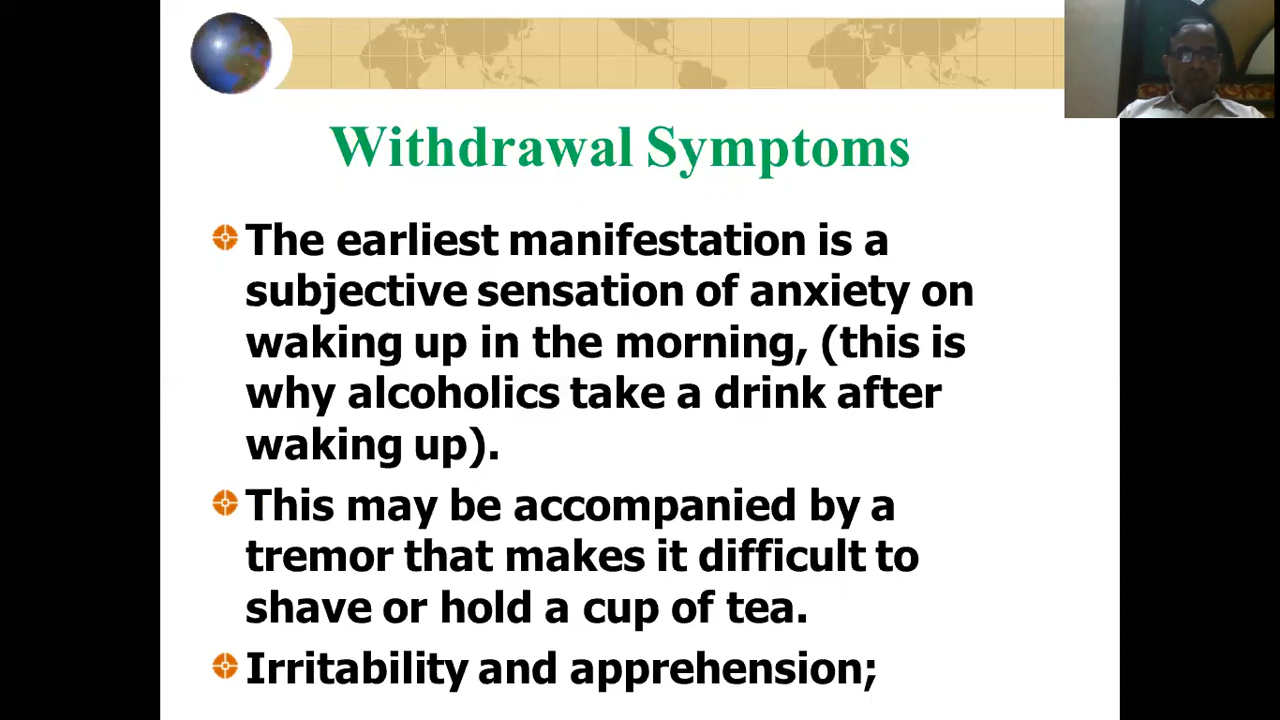 Withdrawal Symptoms
The earliest manifestation is a
subjective sensation of anxiety on
waking up in the morning, (this is
why alcoholics take a drink after
waking up).
This may be accompanied by a
tremor that makes it difficult to
shave or hold a cup of tea.
Irritability and apprehension;